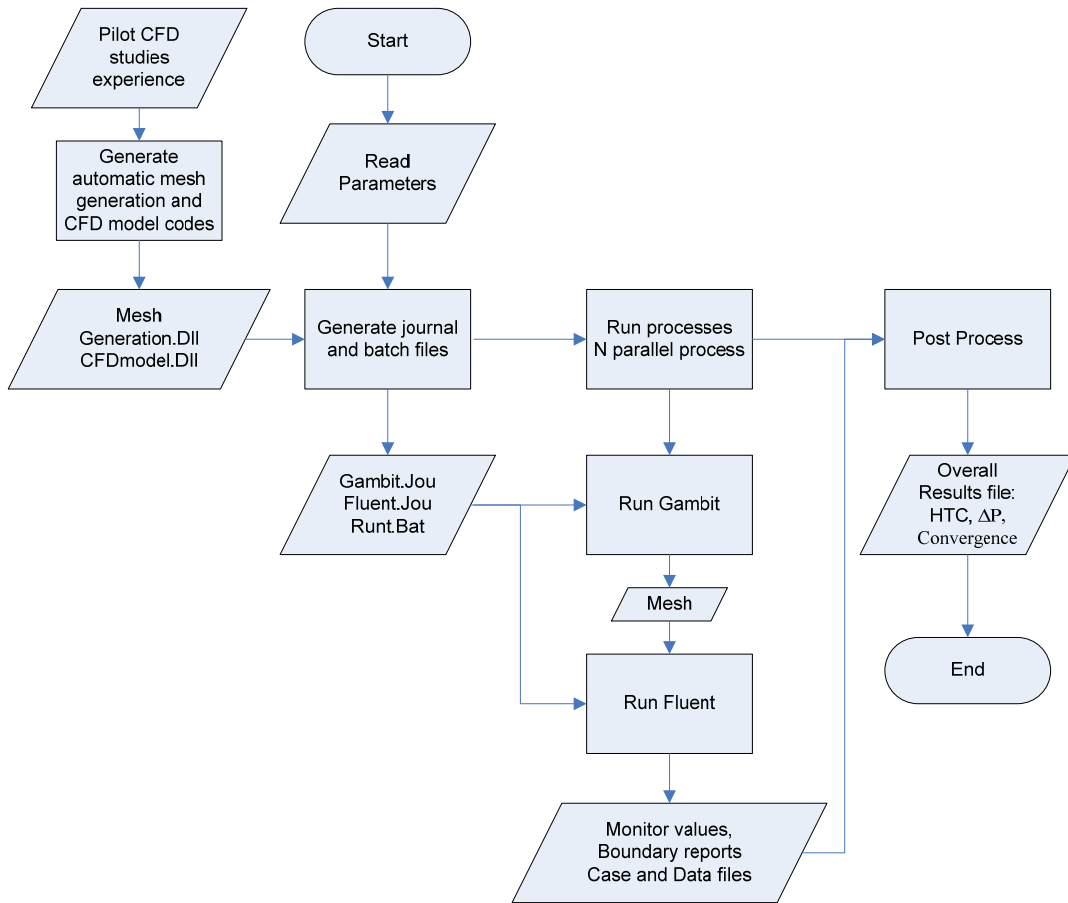 Pilot CFD
studies
experience
Start
Generate
automatic mesh
generation and
CFD model codes
Read
Parameters
Mesh
Generation.Dll
CFDmodel.Dll
Generate journal
and batch files
Run processes
N parallel process
Post Process
Gambit.Jou
Fluent.Jou
Runt.Bat
Run Gambit
Overall
Results file:
HTC, ΔP,
Convergence
Mesh
Run Fluent
End
Monitor values,
Boundary reports
Case and Data files